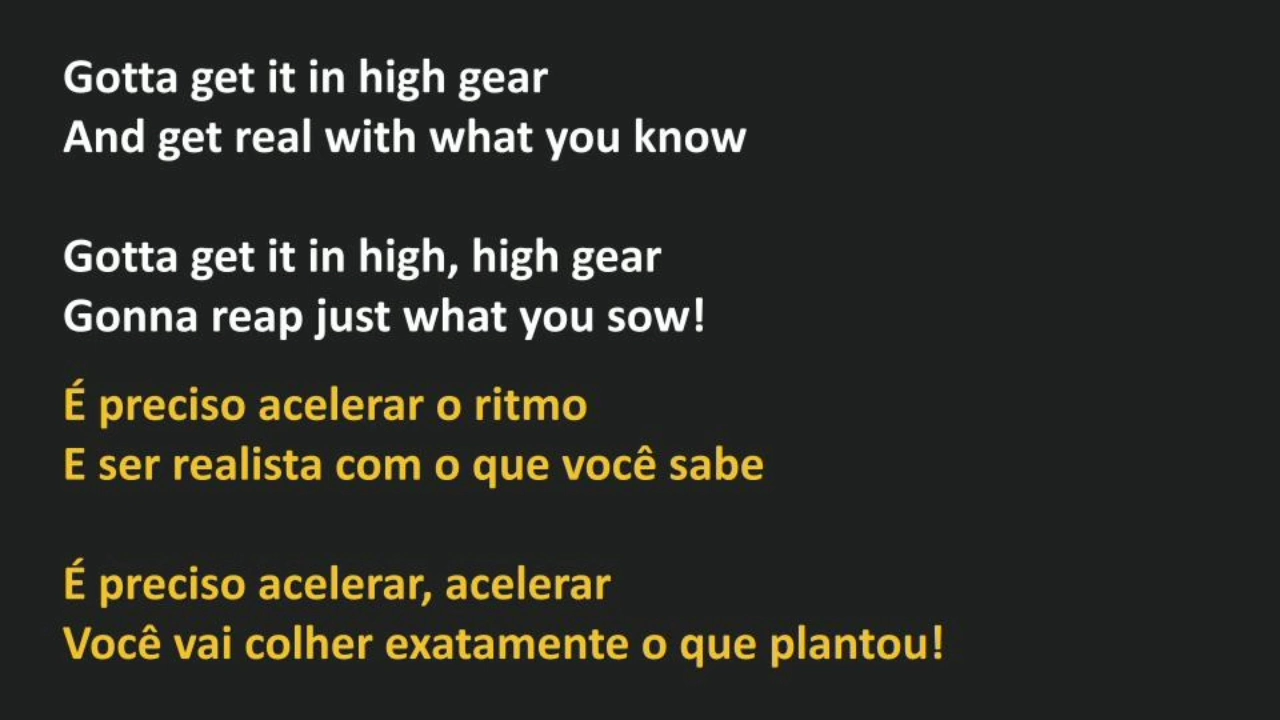 Gotta get it in high gear
And get real with what you know
Gotta get it in high, high gear
Gonna reap just what you sow!
É preciso acelerar o ritmo
E ser realista com o que você sabe
É preciso acelerar, acelerar
Você vai colher exatamente o que plantou!